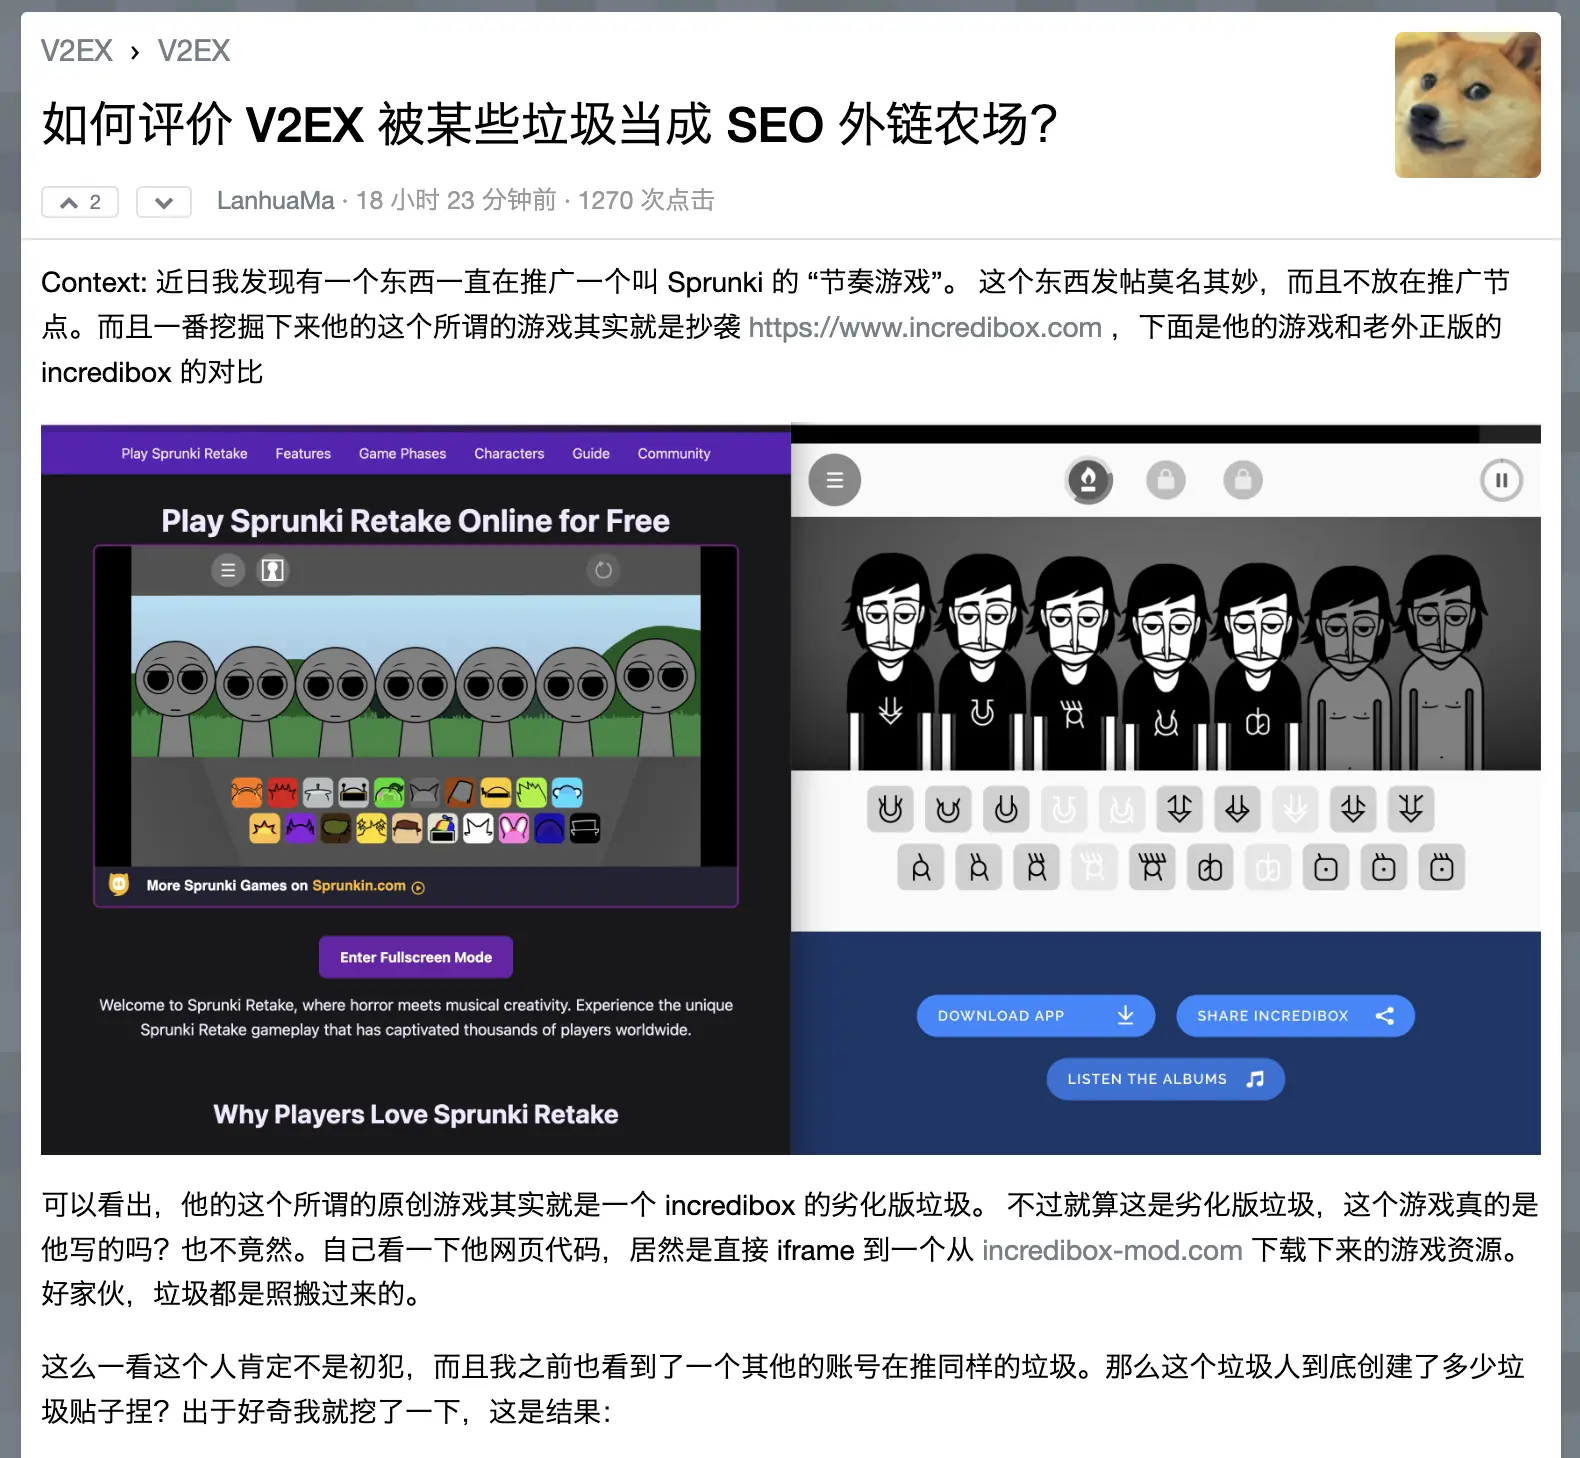 V2EX › V2EX
如何评价 V2EX 被某些垃圾当成 SEO 外链农场?
2 LanhuaMa · 18 小时 23 分钟前 · 1270 次点击
Context: 近日我发现有一个东西一直在推广一个叫 Sprunki 的 “节奏游戏”。 这个东西发帖莫名其妙，而且不放在推广节
点。而且一番挖掘下来他的这个所谓的游戏其实就是抄袭 https://www.incredibox.com ，下面是他的游戏和老外正版的
incredibox 的对比
Play Sprunki Retake Features Game Phases Characters Guide Community
Play Sprunki Retake Online for Free
More Sprunki Games on Sprunkin.com
Enter Fullscreen Mode
Welcome to Sprunki Retake, where horror meets musical creativity. Experience the unique
Sprunki Retake gameplay that has captivated thousands of players worldwide.
Why Players Love Sprunki Retake
DOWNLOAD APP
SHARE INCREDIBOX
LISTEN THE ALBUMS
可以看出，他的这个所谓的原创游戏其实就是一个 incredibox 的劣化版垃圾。 不过就算这是劣化版垃圾，这个游戏真的是
他写的吗？也不竟然。自己看一下他网页代码，居然是直接 iframe 到一个从 incredibox-mod.com 下载下来的游戏资源。
好家伙，垃圾都是照搬过来的。
这么一看这个人肯定不是初犯，而且我之前也看到了一个其他的账号在推同样的垃圾。那么这个垃圾人到底创建了多少垃
圾贴子捏？出于好奇我就挖了一下，这是结果：